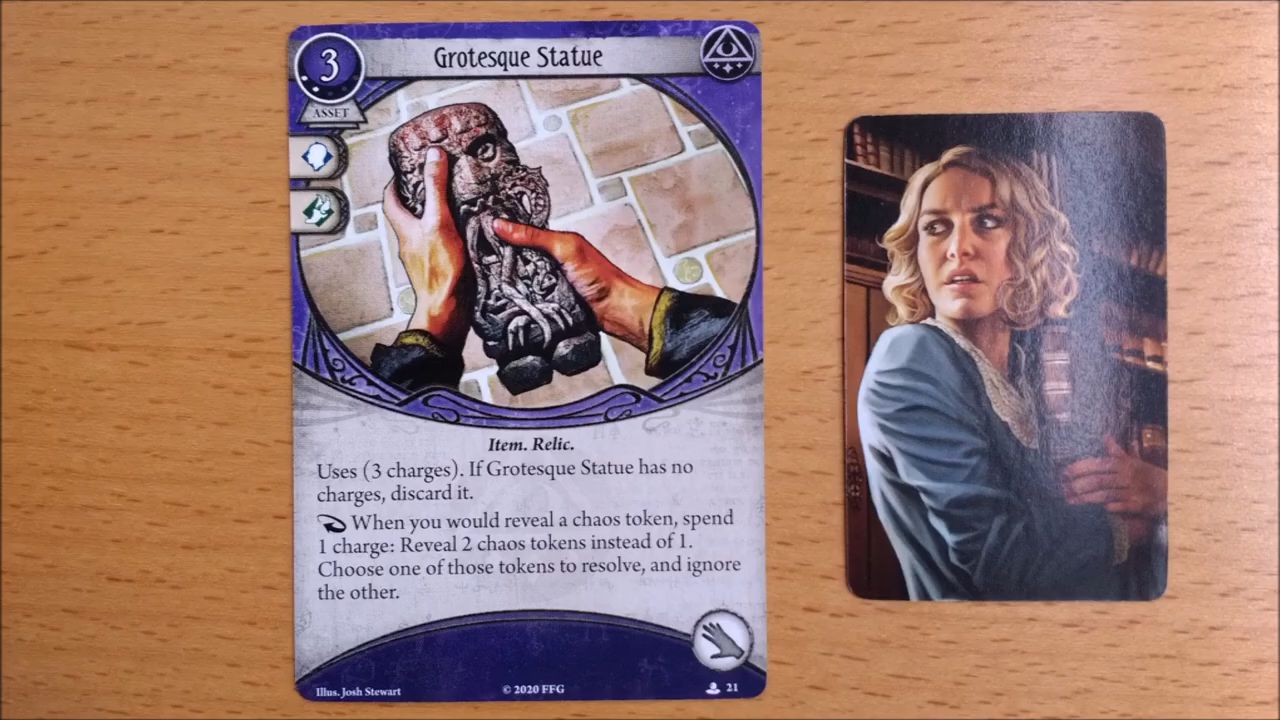 3
Grotesque Statue
ASSET
Item. Relic.
Uses (3 charges). If Grotesque Statue has no
charges, discard it.
When you would reveal a chaos token, spend
1 charge: Reveal 2 chaos tokens instead of 1.
Choose one of those tokens to resolve, and ignore
the other.
Illus. Josh Stewart
© 2020 FFG
21